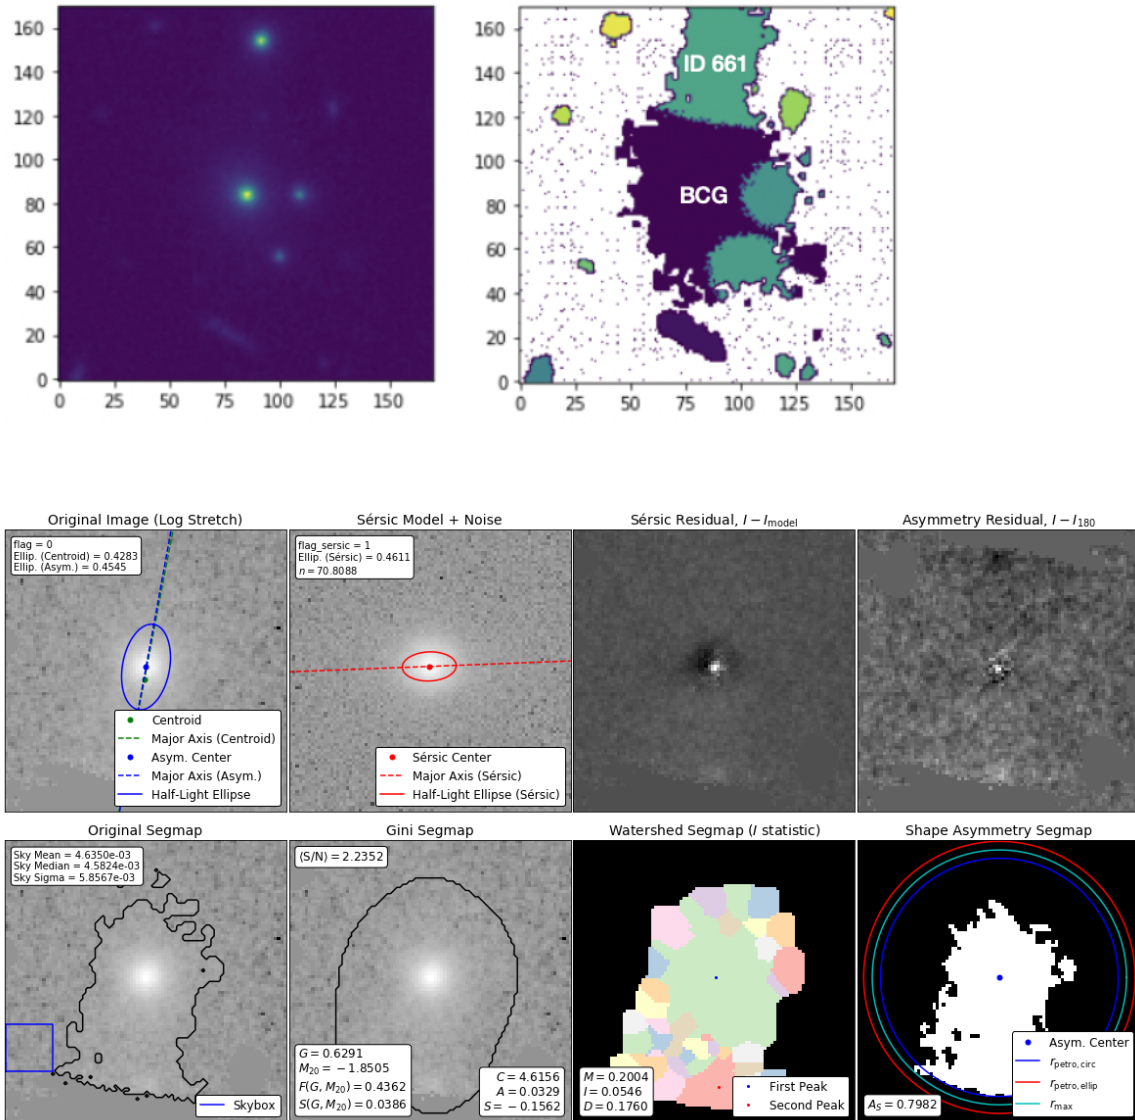 160
140
120
100
80
60
40
20
0
0 25 50 75 100 125 150
160
140
120
100
80
60
40
20
0
0 25 50 75 100 125 150
ID 661
BCG
Original Image (Log Stretch)
flag = 0
Ellip. (Centroid) = 0.4283
Ellip. (Asym.) = 0.4545
Centroid
Major Axis (Centroid)
Asym. Center
Major Axis (Asym.)
Half-Light Ellipse
Sérsic Model + Noise
flag_sersic = 1
Ellip. (Sérsic) = 0.4611
n = 70.8088
Sérsic Center
Major Axis (Sérsic)
Half-Light Ellipse (Sérsic)
Sérsic Residual, I − I_model
Asymmetry Residual, I − I_180
Original Segmap
Sky Mean = 4.6350e-03
Sky Median = 4.5824e-03
Sky Sigma = 5.8567e-03
Skybox
Gini Segmap
⟨S/N⟩ = 2.2352
G = 0.6291
M_20 = −1.8505
F(G, M_20) = 0.4362
S(G, M_20) = 0.0386
C = 4.6156
A = 0.0329
S = −0.1562
Watershed Segmap (I statistic)
M = 0.2004
I = 0.0546
D = 0.1760
First Peak
Second Peak
Shape Asymmetry Segmap
A_S = 0.7982
Asym. Center
r_petro,circ
r_petro,ellip
r_max